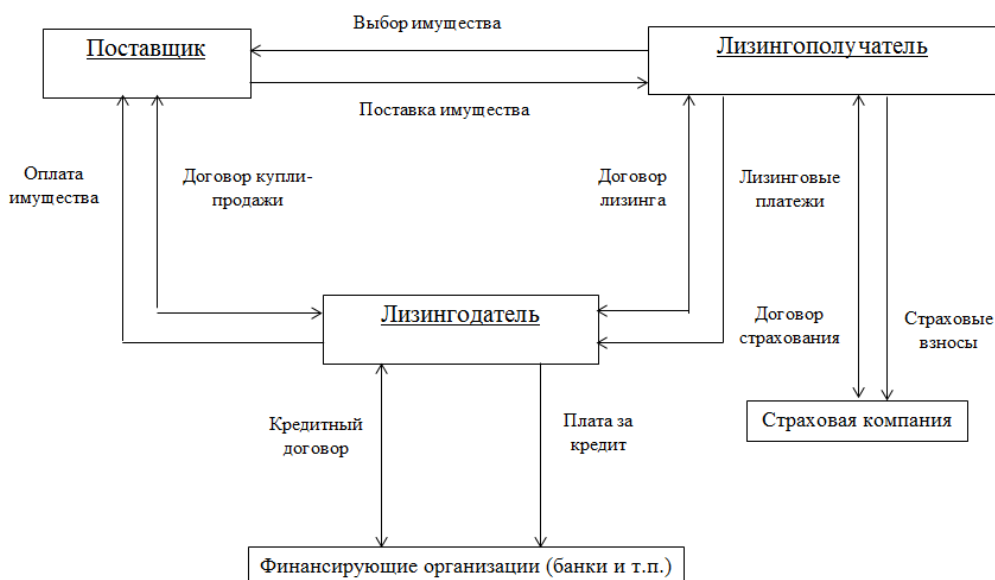 Выбор имущества
Поставщик
Лизингополучатель
Поставка имущества
Оплата
имущества
Договор купли-
продажи
Договор
лизинга
Лизинговые
платежи
Лизингодатель
Договор
страхования
Страховые
взносы
Кредитный
договор
Плата за
кредит
Страховая компания
Финансирующие организации (банки и т.п.)